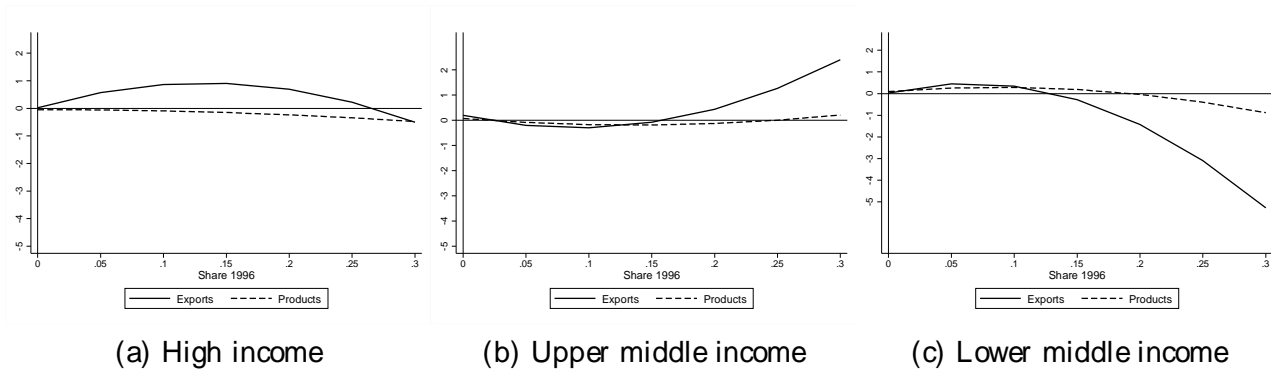 2
1
0
-1
-2
-3
-4
-5
0 .05 .1 .15 .2 .25 .3
Share 1996
Exports Products
(a) High income
2
1
0
-1
-2
-3
-4
-5
0 .05 .1 .15 .2 .25 .3
Share 1996
Exports Products
(b) Upper middle income
2
1
0
-1
-2
-3
-4
-5
0 .05 .1 .15 .2 .25 .3
Share 1996
Exports Products
(c) Lower middle income